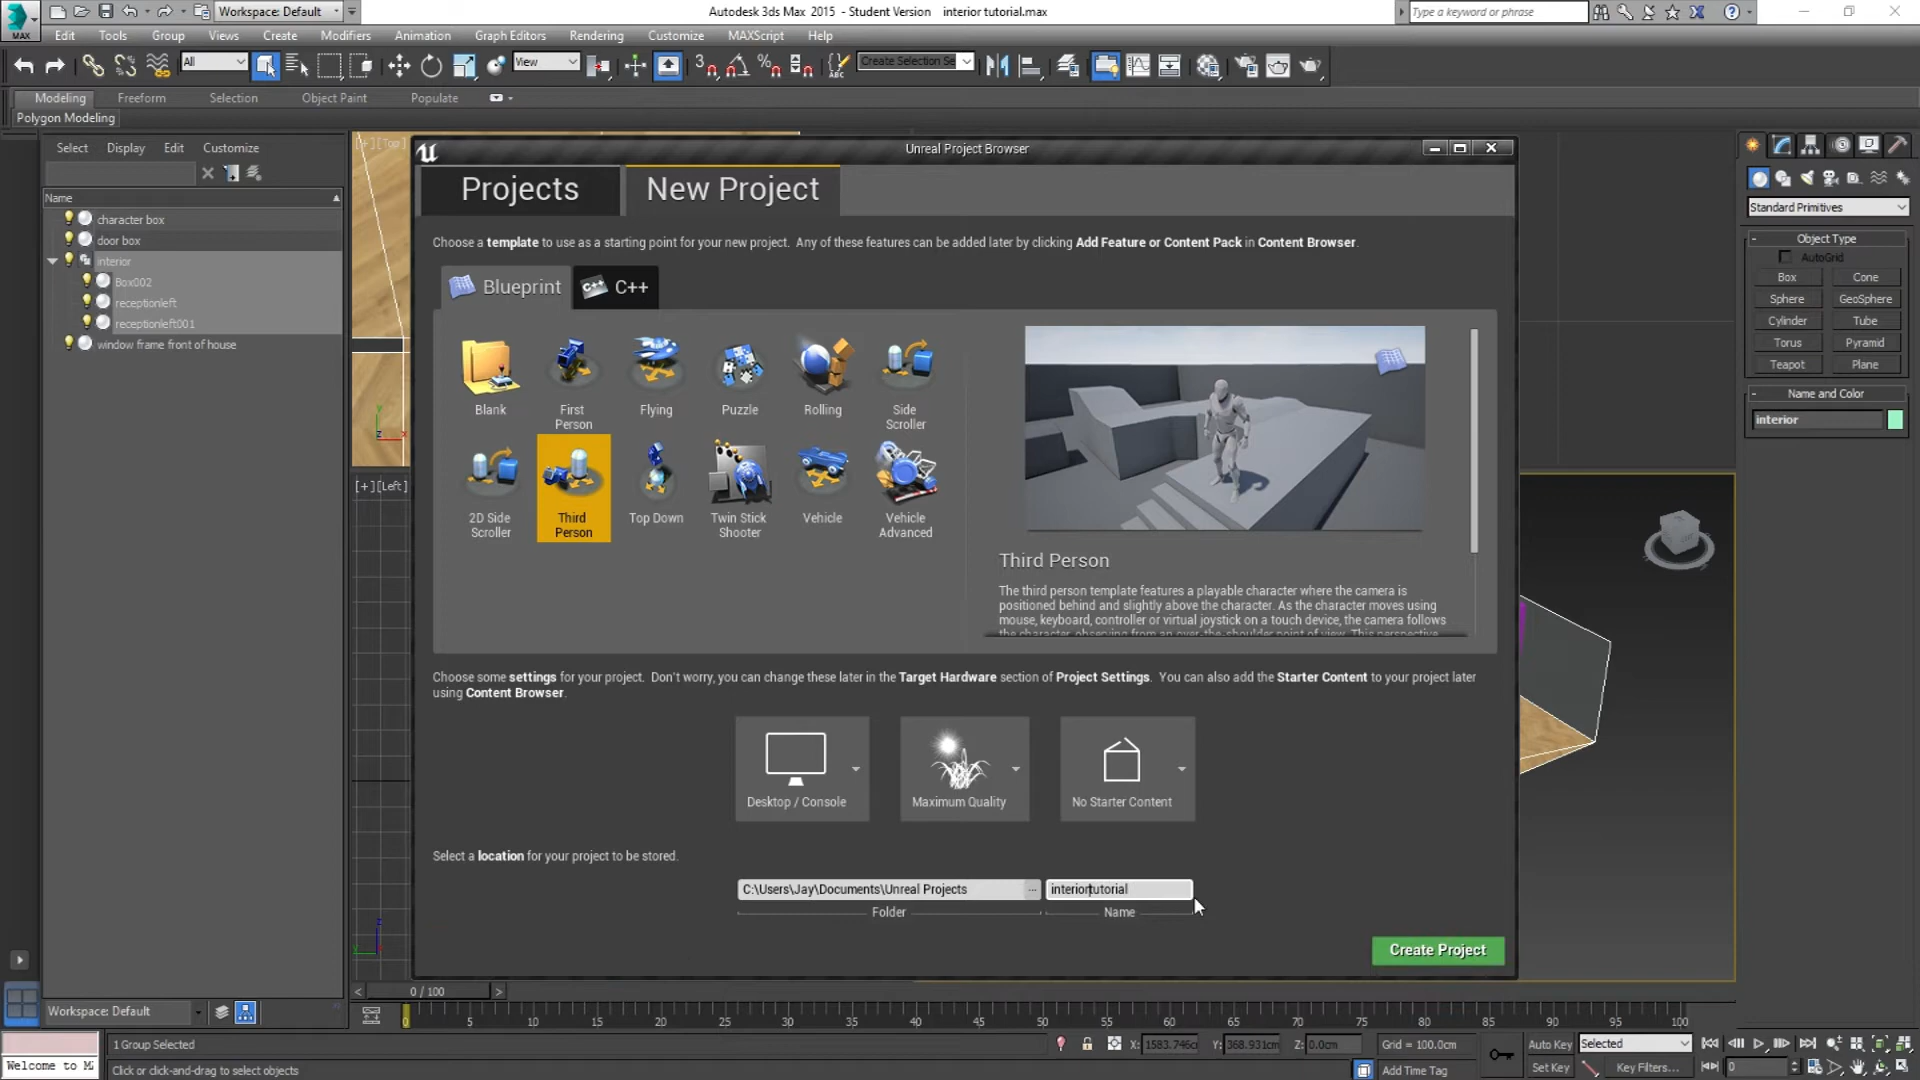 Workspace: Default
Autodesk 3ds Max 2015 - Student Version interior tutorial.max
Type a keyword or phrase
MAX
Edit Tools Group Views Create Modifiers Animation Graph Editors Rendering Customize MAXScript Help
All
View
Create Selection Se
Modeling Freeform Selection Object Paint Populate
Polygon Modeling
Select Display Edit Customize
Name
character box
door box
interior
Box002
receptionleft
receptionleft001
window frame front of house
[+][Top]
[+][Left]
Unreal Project Browser
Projects New Project
Choose a template to use as a starting point for your new project. Any of these features can be added later by clicking Add Feature or Content Pack in Content Browser.
Blueprint C++
Blank
First Person
Flying
Puzzle
Rolling
Side Scroller
2D Side Scroller
Third Person
Top Down
Twin Stick Shooter
Vehicle
Vehicle Advanced
Third Person
The third person template features a playable character where the camera is
positioned behind and slightly above the character. As the character moves using
mouse, keyboard, controller or virtual joystick on a touch device, the camera follows
the character, observing from an over-the-shoulder point of view. This perspective
Choose some settings for your project. Don't worry, you can change these later in the Target Hardware section of Project Settings. You can also add the Starter Content to your project later
using Content Browser.
Desktop / Console
Maximum Quality
No Starter Content
Select a location for your project to be stored.
C:\Users\Jay\Documents\Unreal Projects ...
interiortutorial
Folder
Name
Create Project
Standard Primitives
Object Type
AutoGrid
Box Cone
Sphere GeoSphere
Cylinder Tube
Torus Pyramid
Teapot Plane
Name and Color
interior
0 / 100
Workspace: Default
0 5 10 15 20 25 30 35 40 45 50 55 60 65 70 75 80 85 90 95 100
1 Group Selected
X: 1583.746c Y: 368.931cm Z: 0.0cm
Grid = 100.0cm
Auto Key Selected
Welcome to M
Click or click-and-drag to select objects
Add Time Tag
Set Key Key Filters...
0